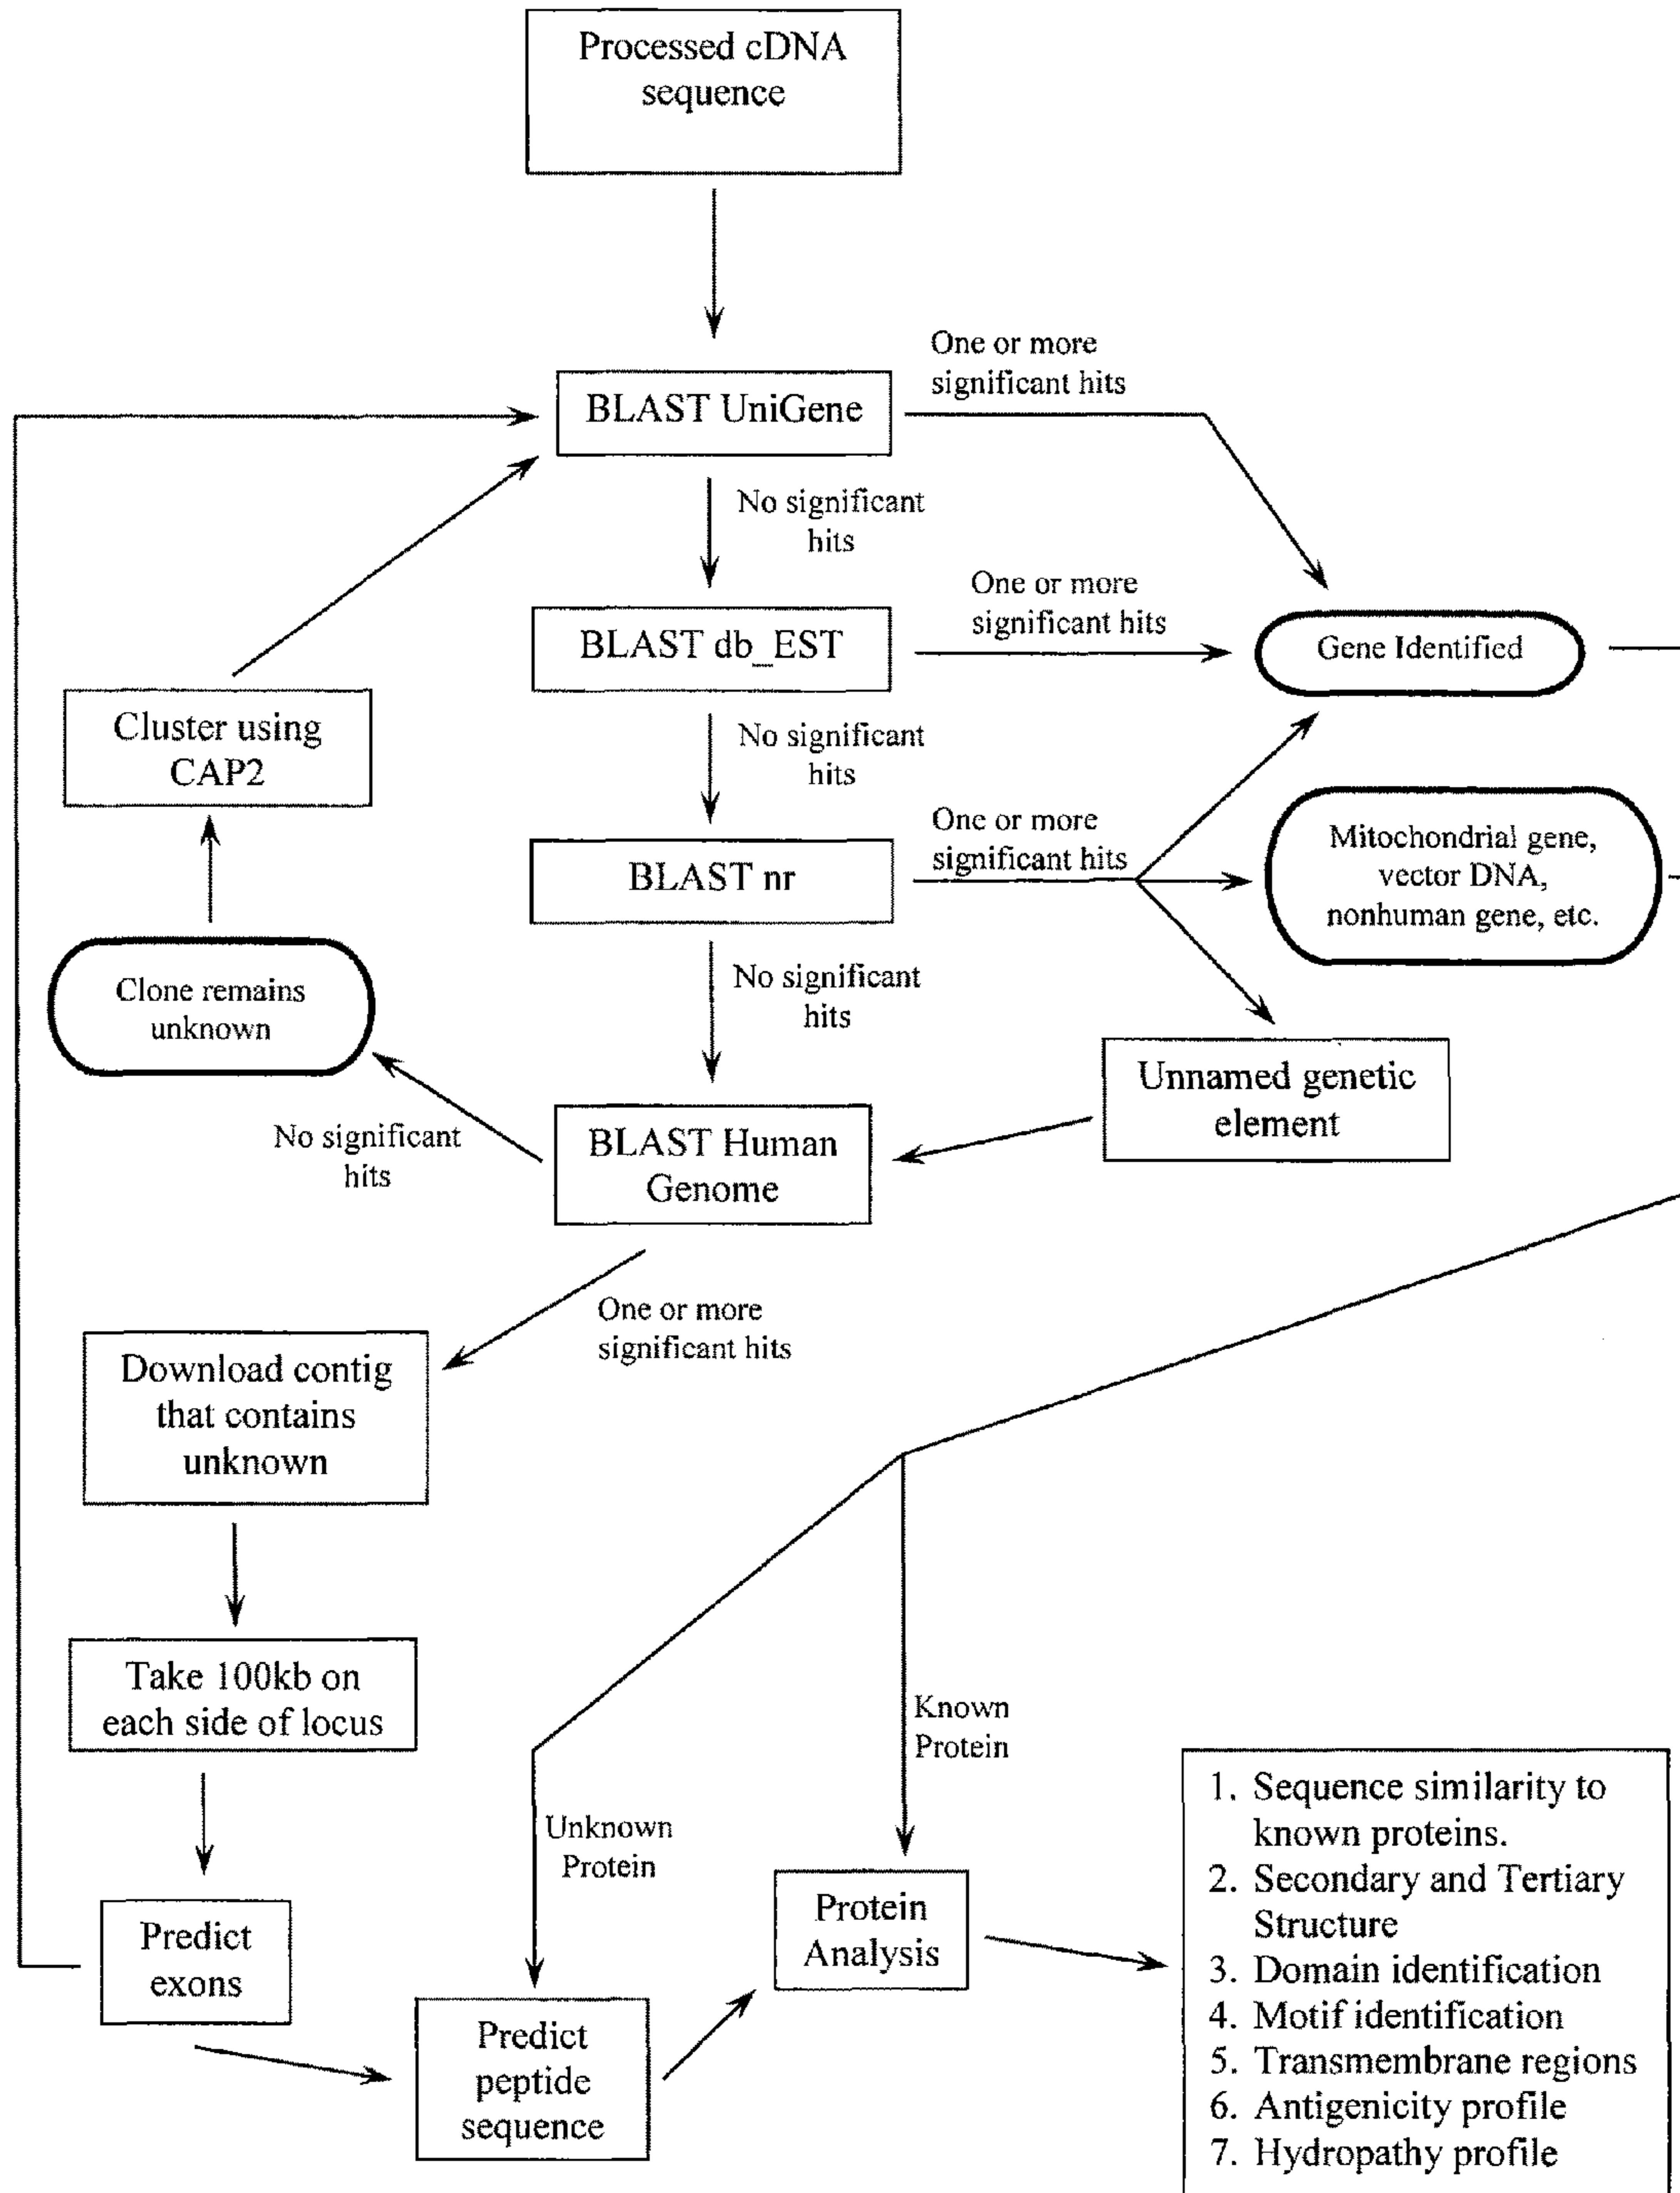 Processed cDNA
sequence
One or more
significant hits
BLAST UniGene
No significant
hits
One or more
significant hits
BLAST db_EST
Gene Identified
Cluster using
CAP2
No significant
hits
One or more
significant hits
BLAST nr
Mitochondrial gene,
vector DNA,
nonhuman gene, etc.
Clone remains
unknown
No significant
hits
Unnamed genetic
element
No significant
hits
BLAST Human
Genome
One or more
significant hits
Download contig
that contains
unknown
Take 100kb on
each side of locus
Known
Protein
Unknown
Protein
Predict
exons
Protein
Analysis
Predict
peptide
sequence
1. Sequence similarity to
known proteins.
2. Secondary and Tertiary
Structure
3. Domain identification
4. Motif identification
5. Transmembrane regions
6. Antigenicity profile
7. Hydropathy profile